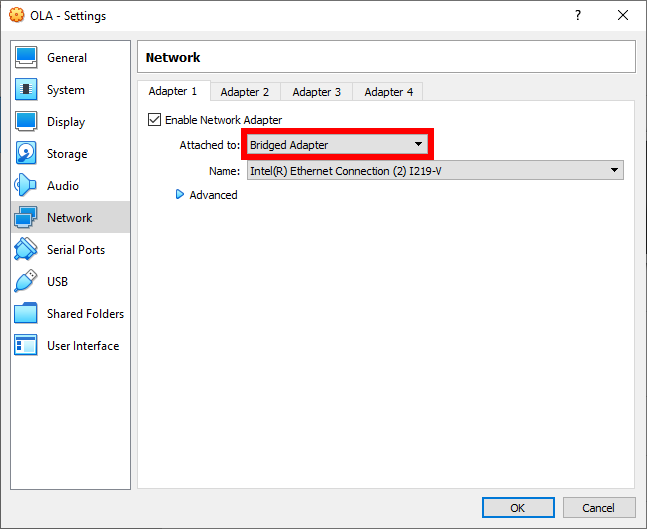 OLA - Settings
?
General
System
Display
Storage
Audio
Network
Serial Ports
USB
Shared Folders
User Interface
Network
Adapter 1 Adapter 2 Adapter 3 Adapter 4
Enable Network Adapter
Attached to: Bridged Adapter
Name: Intel(R) Ethernet Connection (2) I219-V
Advanced
OK Cancel